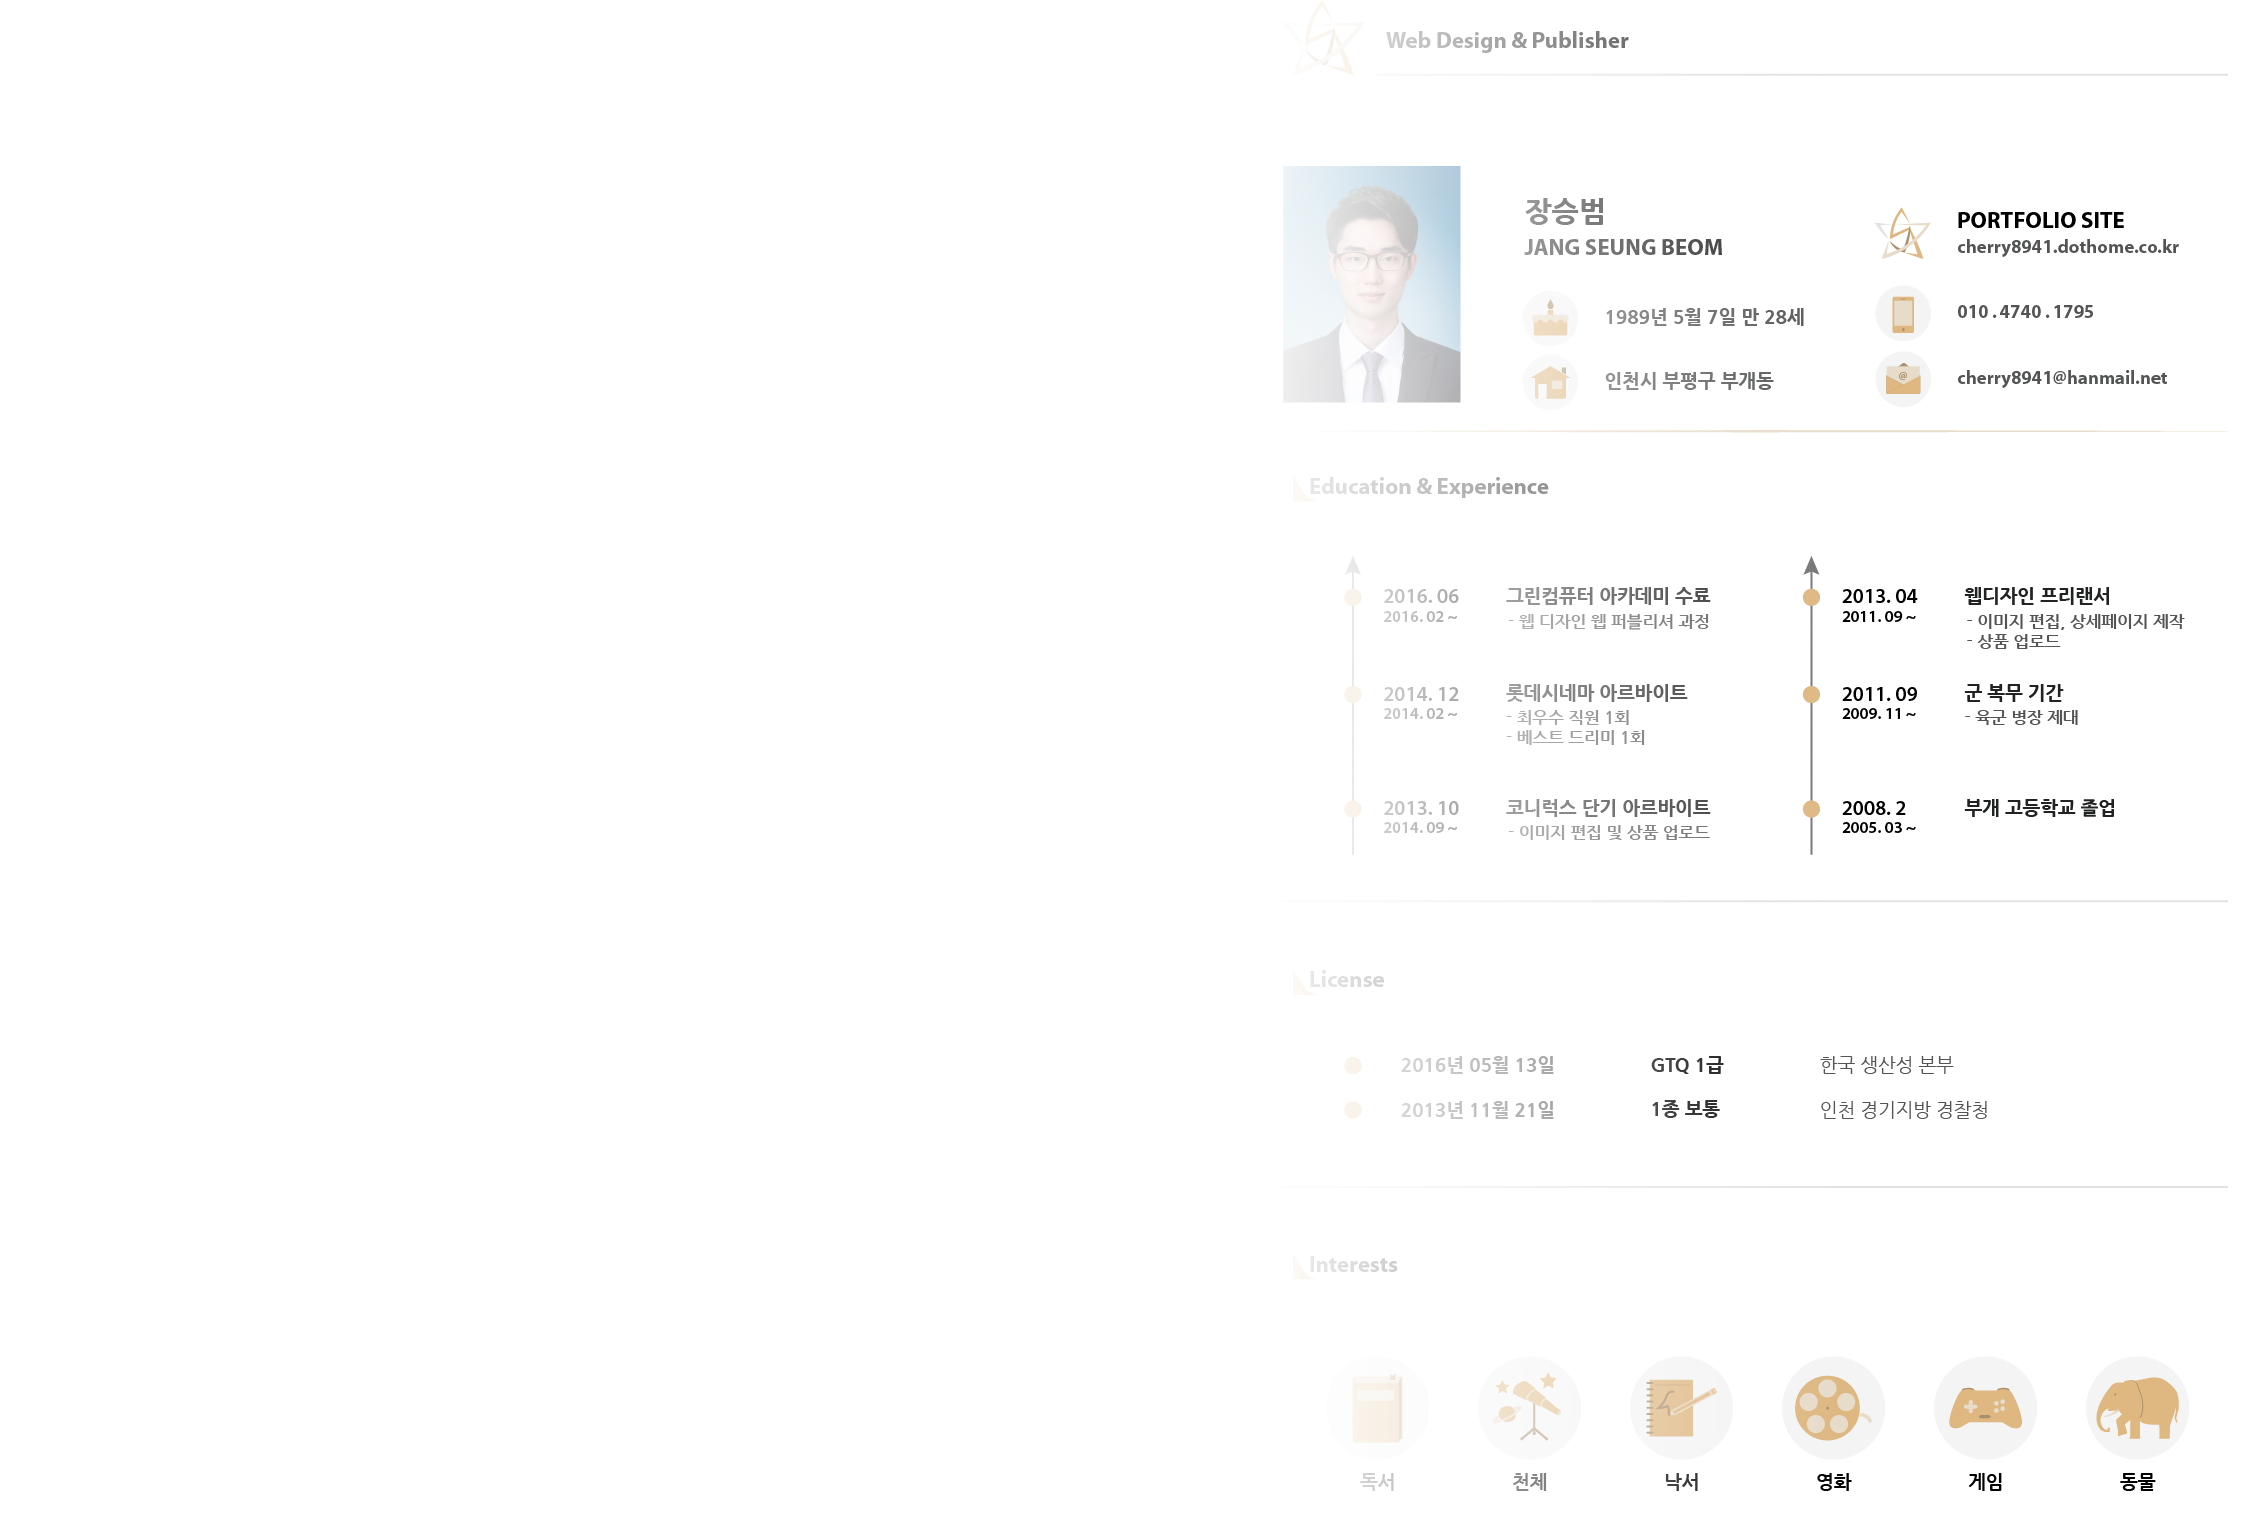 Web Design & Publisher
장승범
JANG SEUNG BEOM
1989년 5월 7일 만 28세
인천시 부평구 부개동
PORTFOLIO SITE
cherry8941.dothome.co.kr
010 . 4740 . 1795
@
cherry8941@hanmail.net
Education & Experience
2016. 06
2016. 02 ~
그린컴퓨터 아카데미 수료
- 웹 디자인 웹 퍼블리셔 과정
2014. 12
2014. 02 ~
롯데시네마 아르바이트
- 최우수 직원 1회
- 베스트 드리미 1회
2013. 10
2014. 09 ~
코니럭스 단기 아르바이트
- 이미지 편집 및 상품 업로드
2013. 04
2011. 09 ~
웹디자인 프리랜서
- 이미지 편집, 상세페이지 제작
- 상품 업로드
2011. 09
2009. 11 ~
군 복무 기간
- 육군 병장 제대
2008. 2
2005. 03 ~
부개 고등학교 졸업
License
2016년 05월 13일 GTQ 1급 한국 생산성 본부
2013년 11월 21일 1종 보통 인천 경기지방 경찰청
Interests
독서 천체 낙서 영화 게임 동물